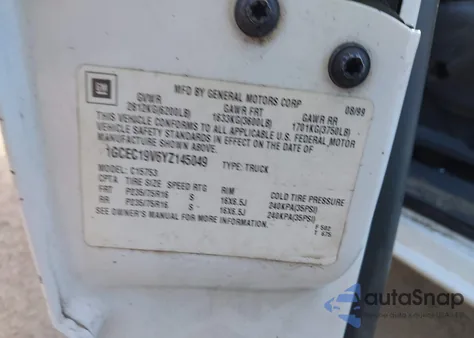 GM
MFD BY GENERAL MOTORS CORP 08/99
GVWR GAWR FRT GAWR RR
2812KG(6200LB) 1633KG(3600LB) 1701KG(3750LB)
THIS VEHICLE CONFORMS TO ALL APPLICABLE U.S. FEDERAL MOTOR
VEHICLE SAFETY STANDARDS IN EFFECT ON THE DATE OF
MANUFACTURE SHOWN ABOVE.
1GCEC19V6YZ145049 TYPE: TRUCK
MODEL: C15753
TIRE SIZE SPEED RTG RIM COLD TIRE PRESSURE
FRT P235/75R16 S 16X6.5J 240KPA(35PSI)
RR P235/75R16 S 16X6.5J 240KPA(35PSI)
SEE OWNER'S MANUAL FOR MORE INFORMATION.
autaSnap